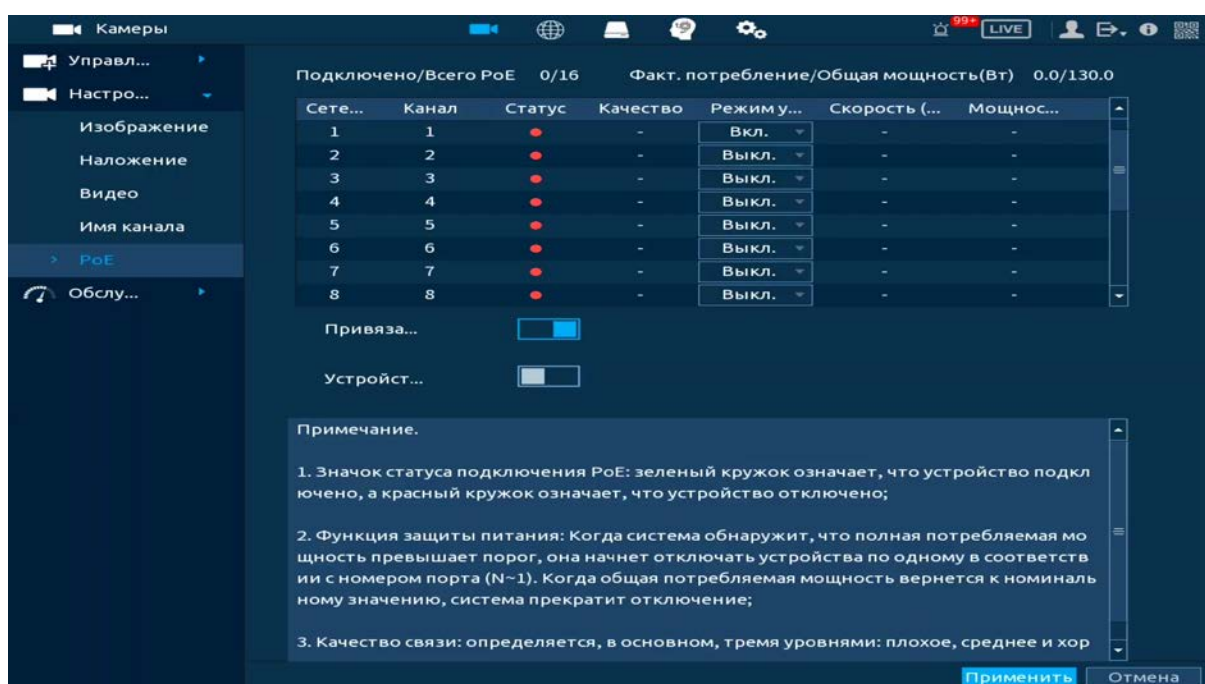 Камеры
99+
LIVE
Управл...
Настро...
Изображение
Наложение
Видео
Имя канала
> PoE
Обслу...
Подключено/Всего PoE 0/16 Факт. потребление/Общая мощность(Вт) 0.0/130.0
Сете... Канал Статус Качество Режим у... Скорость (... Мощнос...
1 1 - Вкл. - -
2 2 - Выкл. - -
3 3 - Выкл. - -
4 4 - Выкл. - -
5 5 - Выкл. - -
6 6 - Выкл. - -
7 7 - Выкл. - -
8 8 - Выкл. - -
Привяза...
Устройст...
Примечание.
1. Значок статуса подключения PoE: зеленый кружок означает, что устройство подкл
ючено, а красный кружок означает, что устройство отключено;
2. Функция защиты питания: Когда система обнаружит, что полная потребляемая мо
щность превышает порог, она начнет отключать устройства по одному в соответств
ии с номером порта (N~1). Когда общая потребляемая мощность вернется к номиналь
ному значению, система прекратит отключение;
3. Качество связи: определяется, в основном, тремя уровнями: плохое, среднее и хор
Применить Отмена